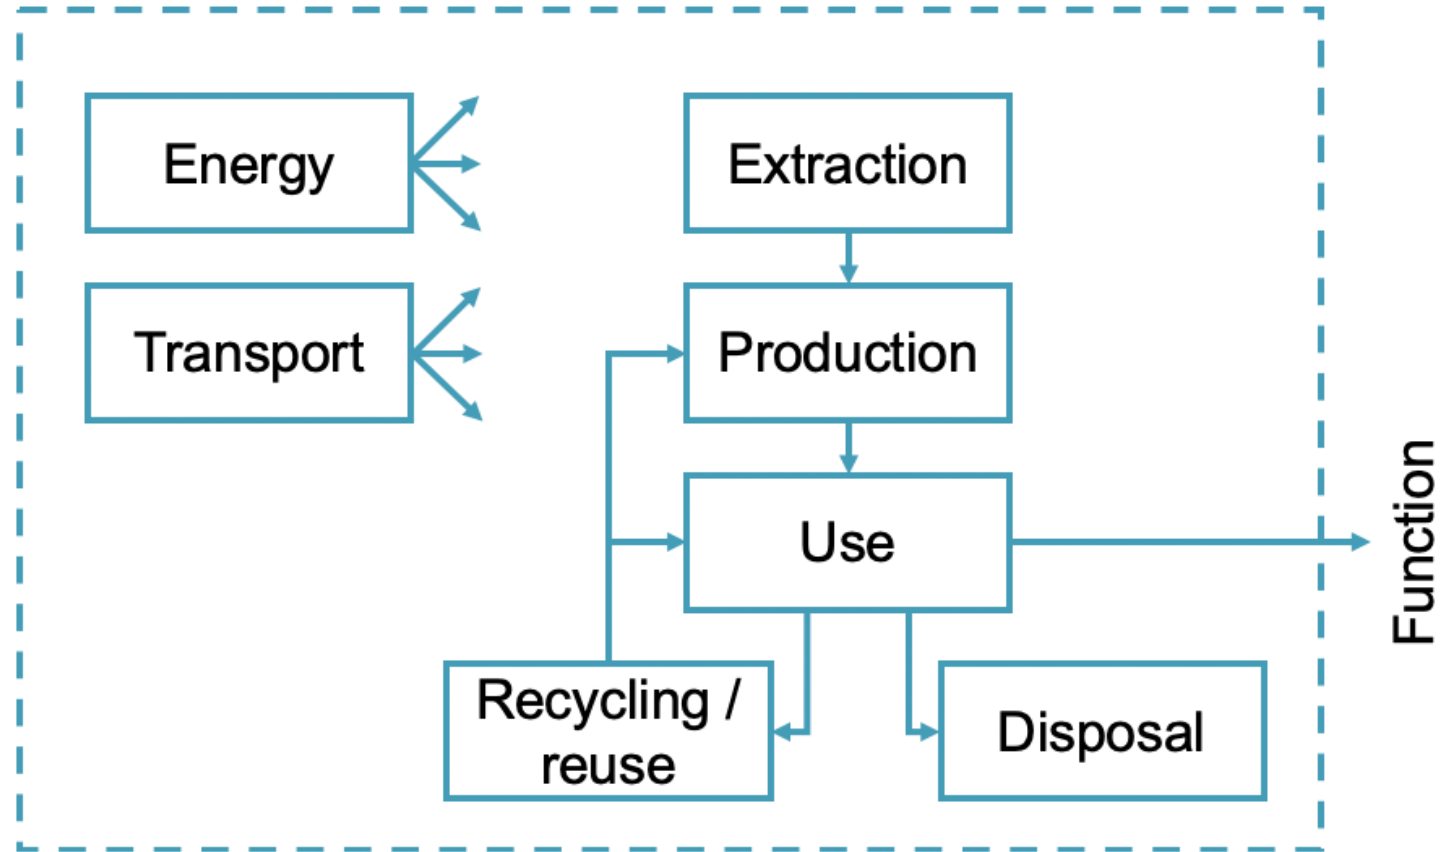 Energy
Extraction
Transport
Production
Use
Function
Recycling /
reuse
Disposal